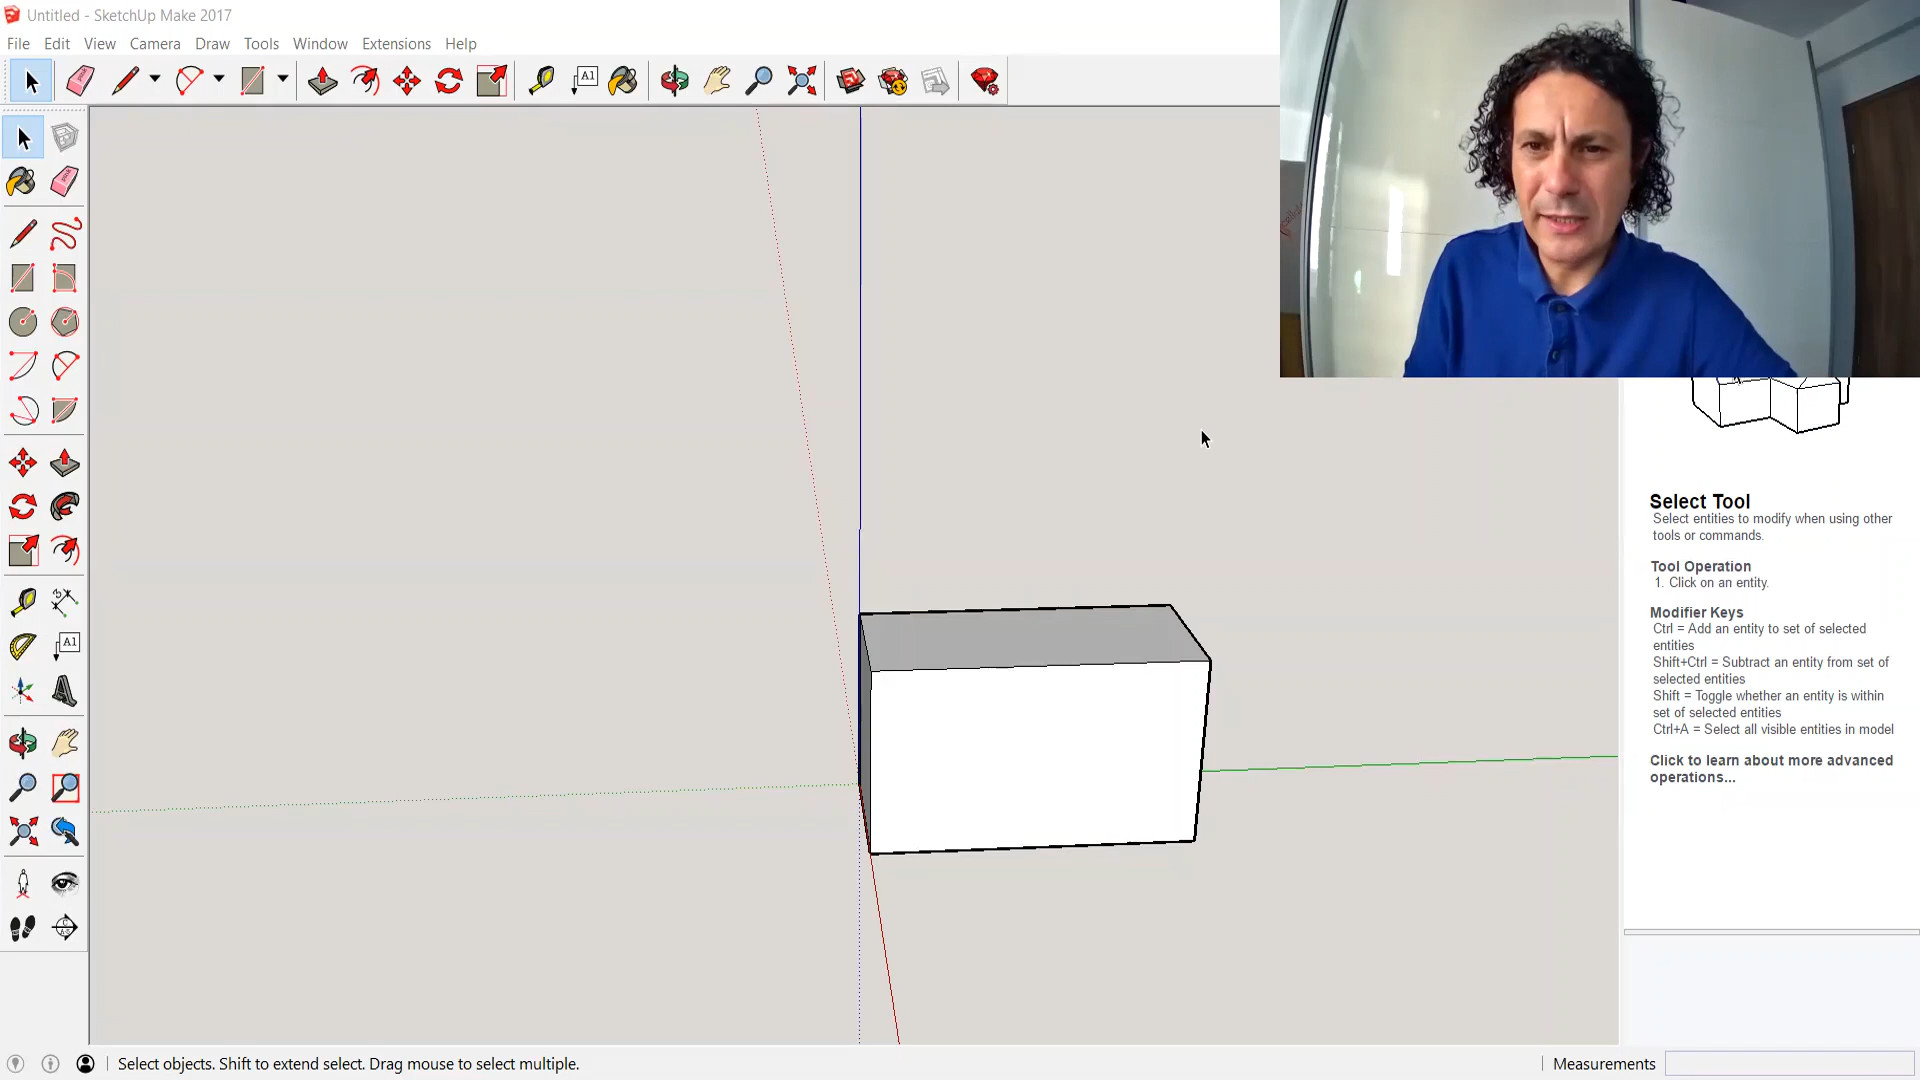 Untitled - SketchUp Make 2017
File Edit View Camera Draw Tools Window Extensions Help
A1
A1
Select Tool
Select entities to modify when using other
tools or commands.
Tool Operation
1. Click on an entity.
Modifier Keys
Ctrl = Add an entity to set of selected
entities
Shift+Ctrl = Subtract an entity from set of
selected entities
Shift = Toggle whether an entity is within
set of selected entities
Ctrl+A = Select all visible entities in model
Click to learn about more advanced
operations...
Select objects. Shift to extend select. Drag mouse to select multiple.
Measurements